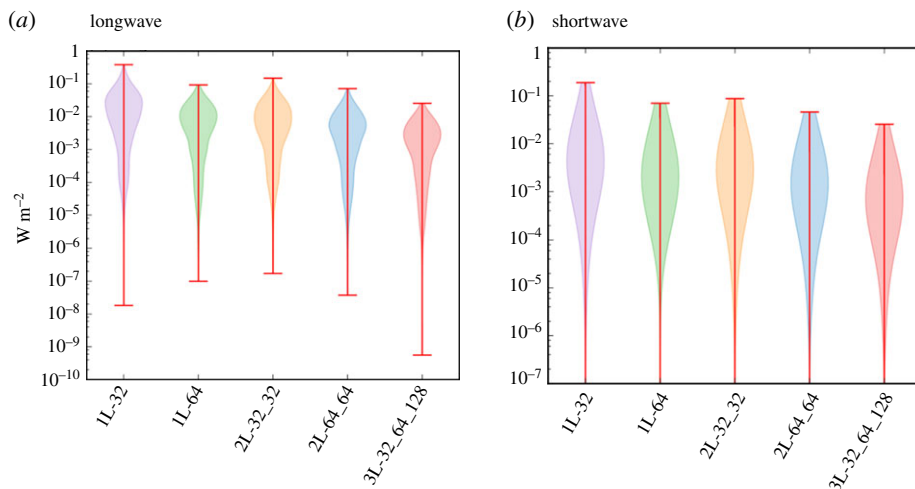 (a) longwave
1
10⁻¹
10⁻²
10⁻³
10⁻⁴
10⁻⁵
10⁻⁶
10⁻⁷
10⁻⁸
10⁻⁹
10⁻¹⁰
W m⁻²
1L-32
1L-64
2L-32_32
2L-64_64
3L-32_64_128
(b) shortwave
1
10⁻¹
10⁻²
10⁻³
10⁻⁴
10⁻⁵
10⁻⁶
10⁻⁷
1L-32
1L-64
2L-32_32
2L-64_64
3L-32_64_128